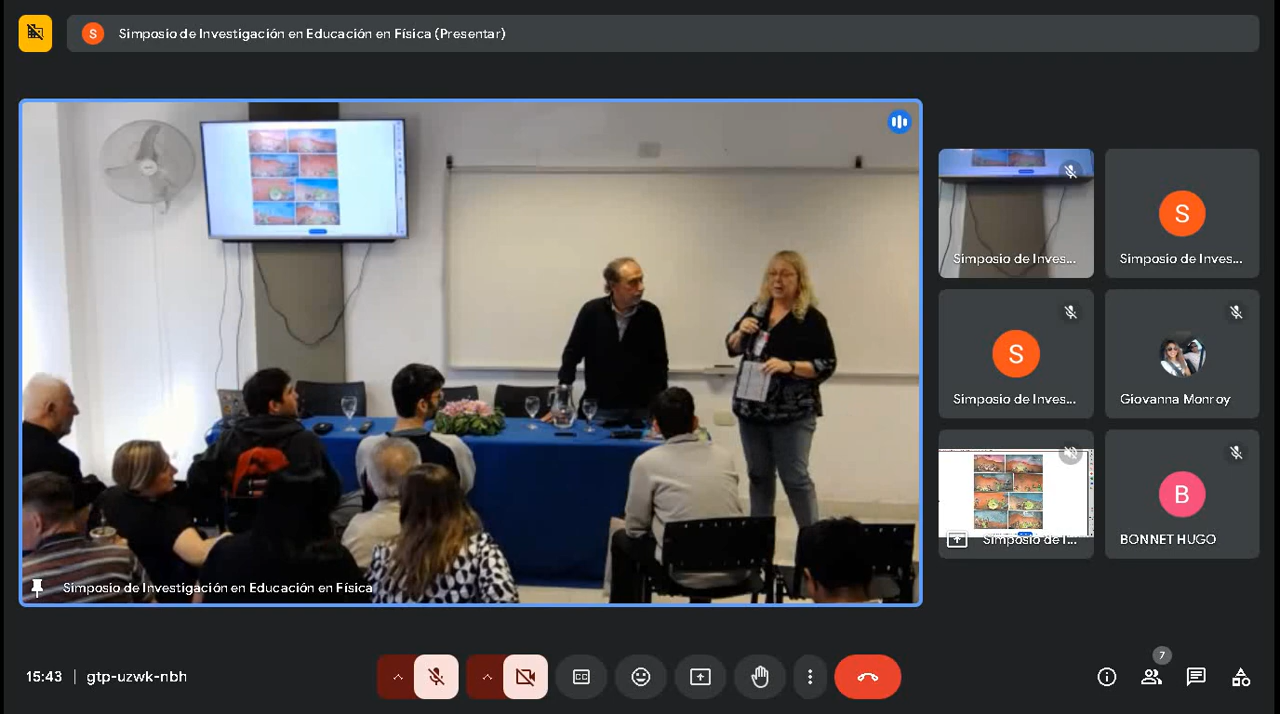 S Simposio de Investigación en Educación en Física (Presentar)
Simposio de Investigación en Educación en Física
Simposio de Inves...
S
Simposio de Inves...
S
Simposio de Inves...
Giovanna Monroy
Simposio de I...
B
BONNET HUGO
15:43 | gtp-uzwk-nbh
CC
7